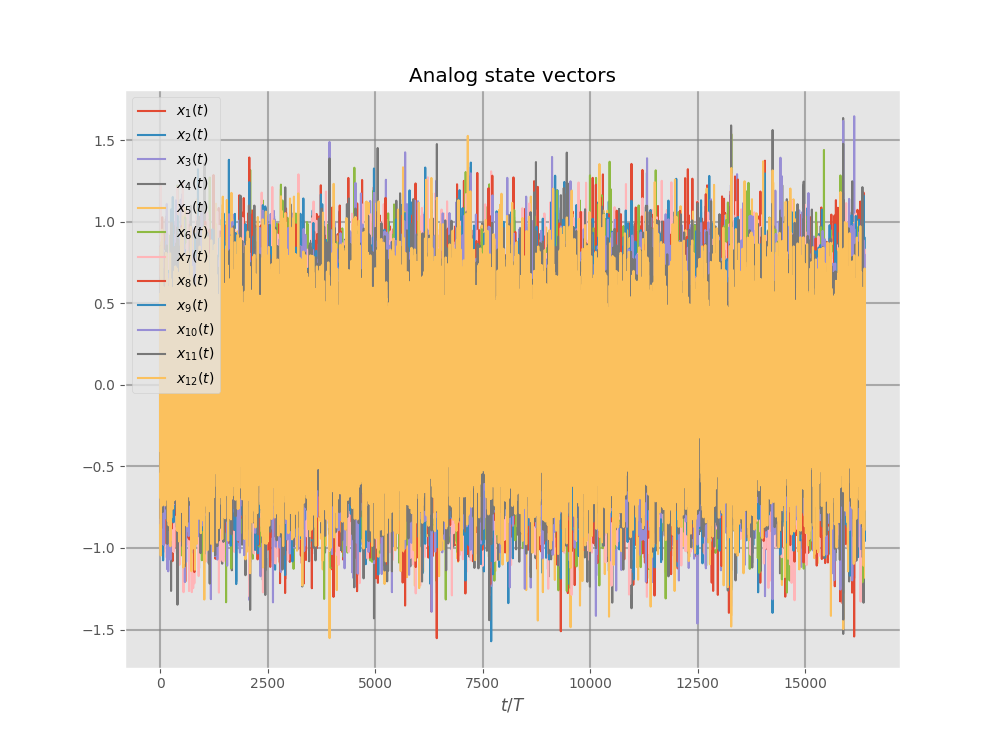 Analog state vectors
x₁(t)
x₂(t)
x₃(t)
x₄(t)
x₅(t)
x₆(t)
x₇(t)
x₈(t)
x₉(t)
x₁₀(t)
x₁₁(t)
x₁₂(t)
1.5
1.0
0.5
0.0
−0.5
−1.0
−1.5
0 2500 5000 7500 10000 12500 15000
t/T